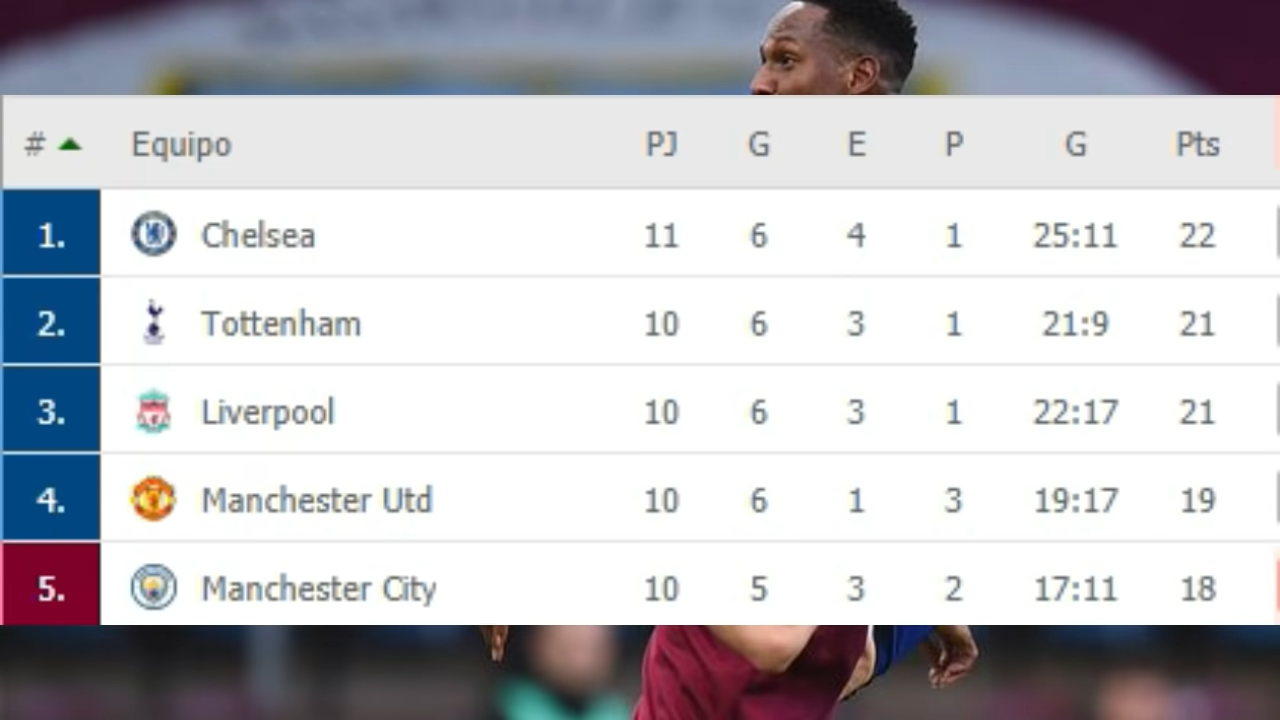 # Equipo PJ G E P G Pts
1. Chelsea 11 6 4 1 25:11 22
2. Tottenham 10 6 3 1 21:9 21
3. Liverpool 10 6 3 1 22:17 21
4. Manchester Utd 10 6 1 3 19:17 19
5. Manchester City 10 5 3 2 17:11 18